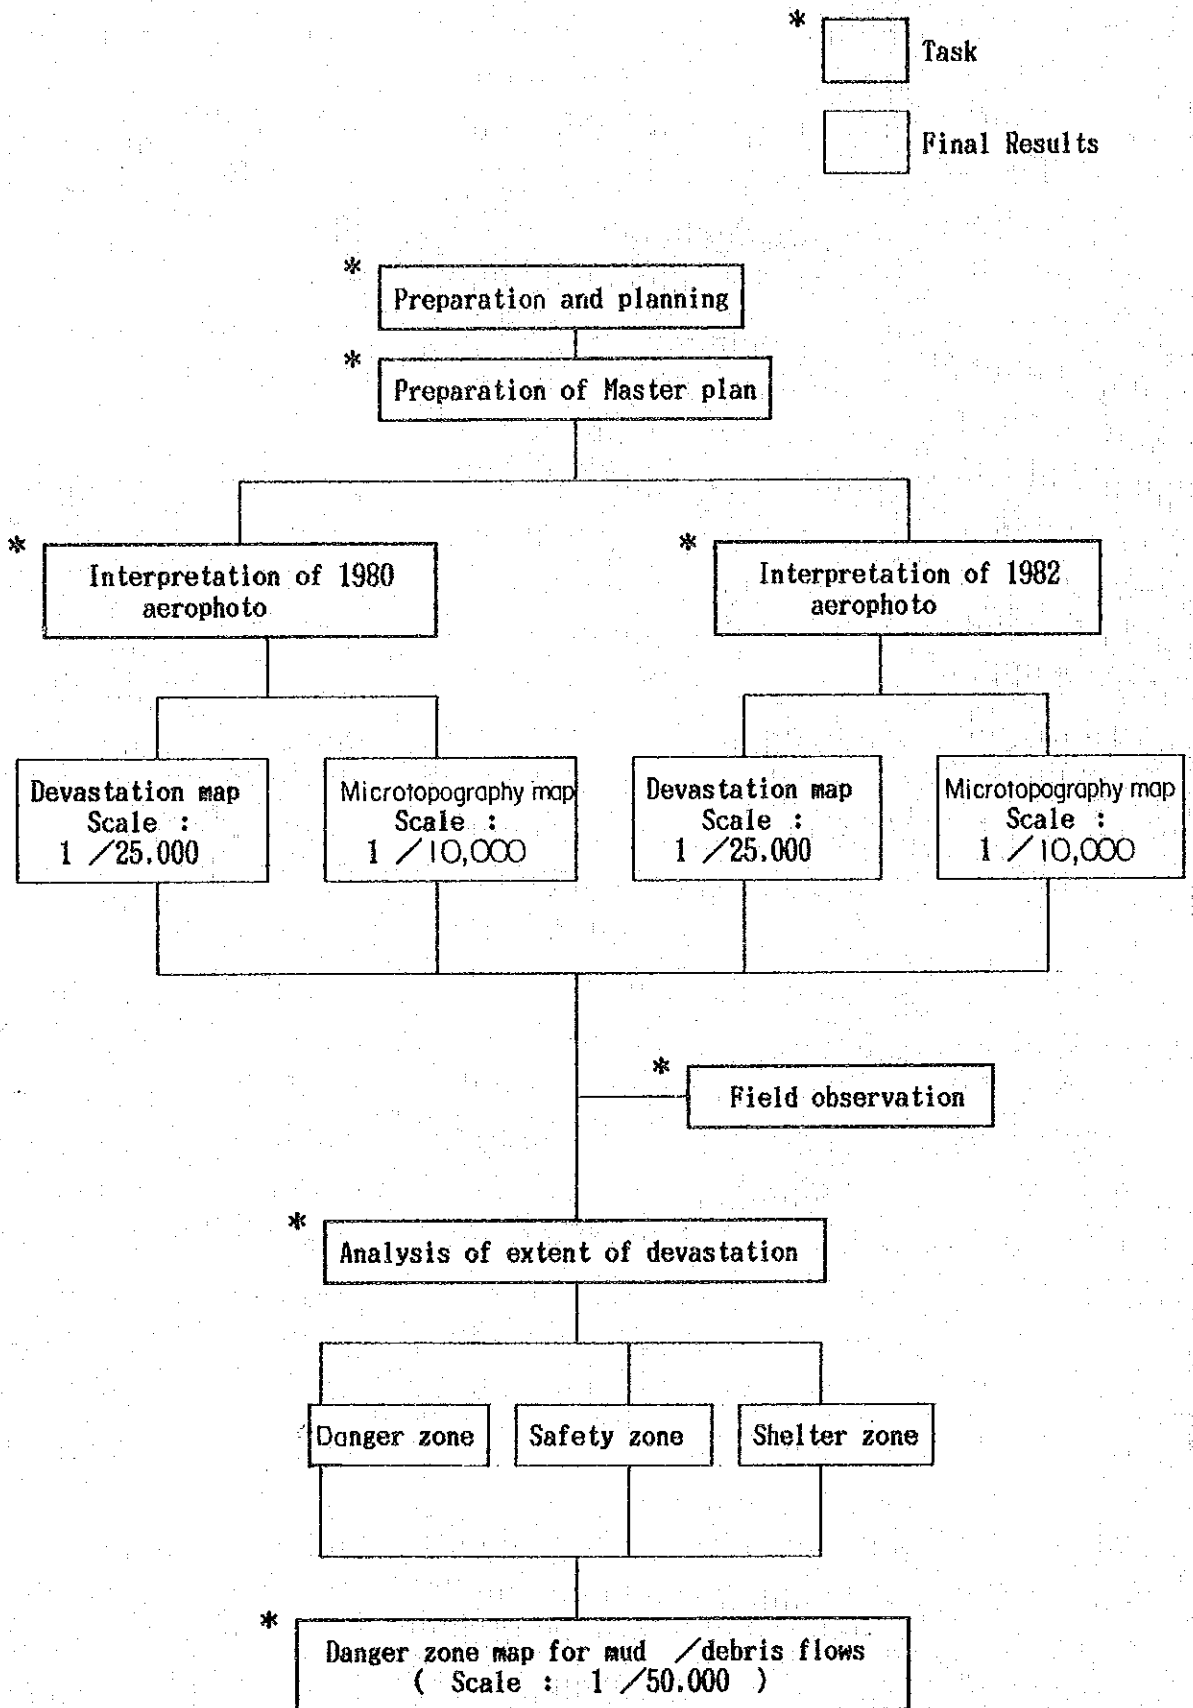 * Task
Final Results
* Preparation and planning
* Preparation of Master plan
* Interpretation of 1980
aerophoto
* Interpretation of 1982
aerophoto
Devastation map
Scale :
1 /25.000
Microtopography map
Scale :
1 /10,000
Devastation map
Scale :
1 /25.000
Microtopography map
Scale :
1 /10,000
* Field observation
* Analysis of extent of devastation
Danger zone
Safety zone
Shelter zone
* Danger zone map for mud /debris flows
( Scale : 1 /50.000 )